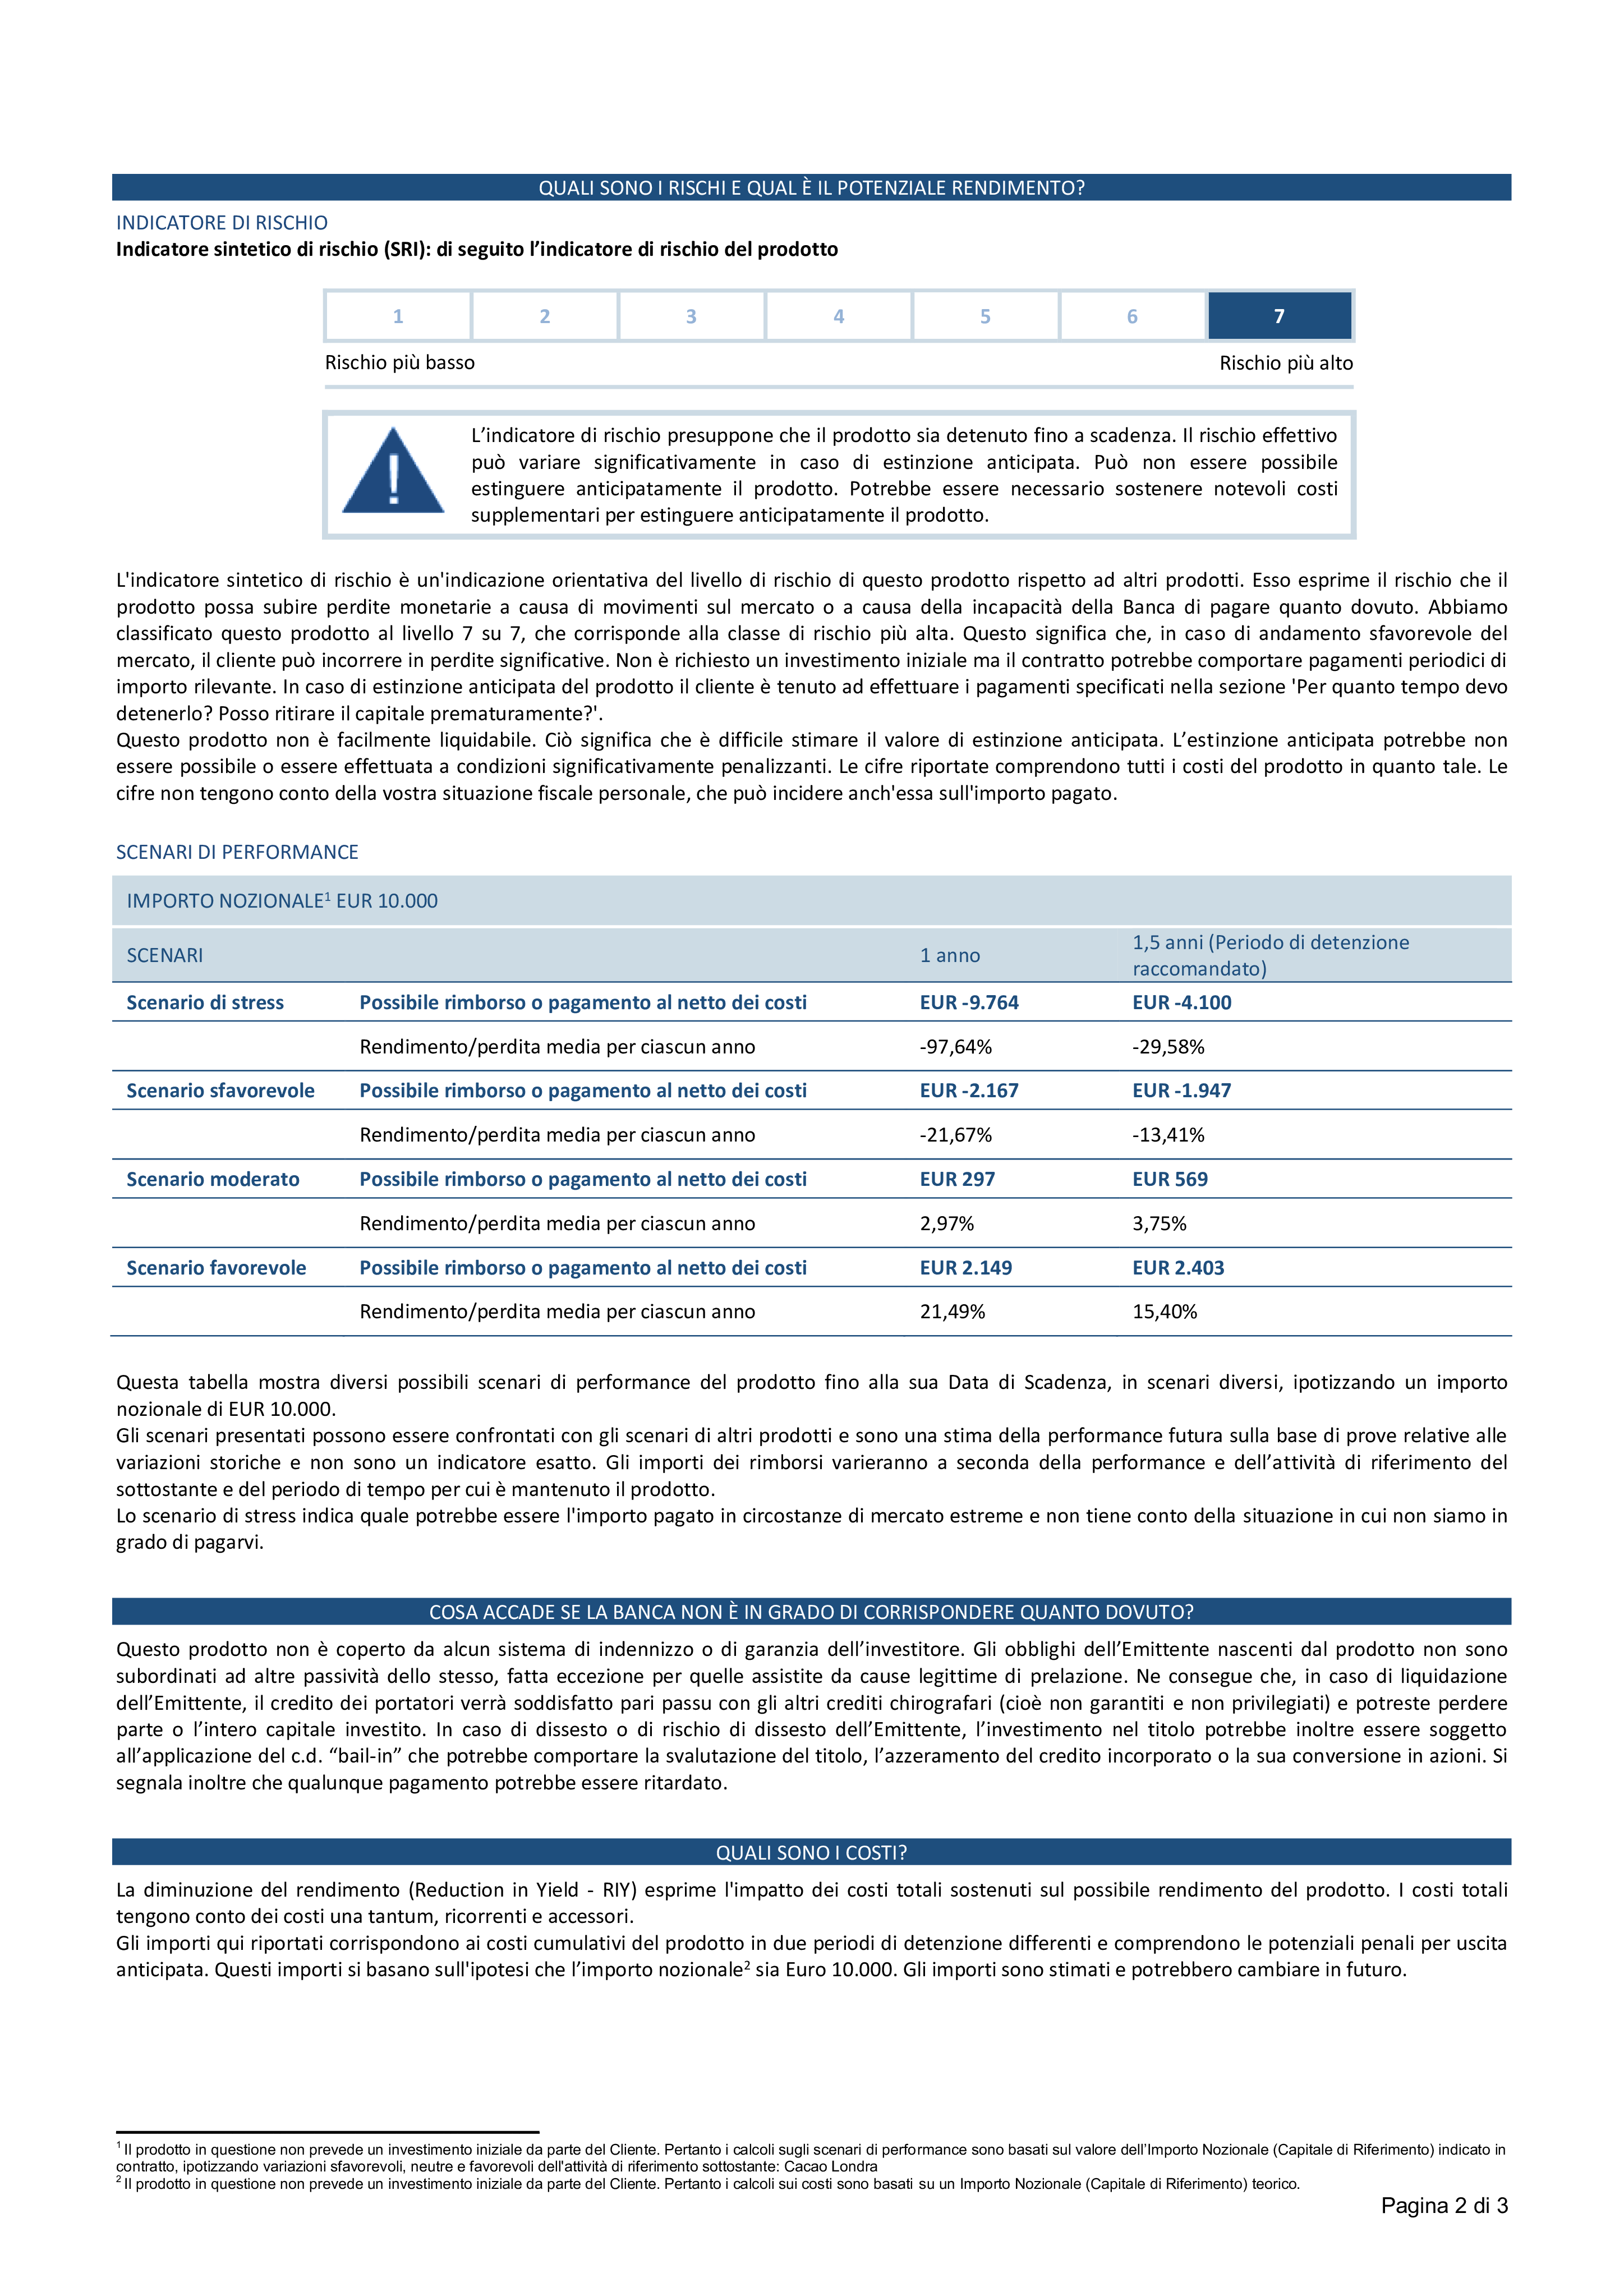 QUALI SONO I RISCHI E QUAL È IL POTENZIALE RENDIMENTO?
INDICATORE DI RISCHIO
Indicatore sintetico di rischio (SRI): di seguito l’indicatore di rischio del prodotto
1 2 3 4 5 6 7
Rischio più basso Rischio più alto
L’indicatore di rischio presuppone che il prodotto sia detenuto fino a scadenza. Il rischio effettivo
può variare significativamente in caso di estinzione anticipata. Può non essere possibile
estinguere anticipatamente il prodotto. Potrebbe essere necessario sostenere notevoli costi
supplementari per estinguere anticipatamente il prodotto.
L'indicatore sintetico di rischio è un'indicazione orientativa del livello di rischio di questo prodotto rispetto ad altri prodotti. Esso esprime il rischio che il
prodotto possa subire perdite monetarie a causa di movimenti sul mercato o a causa della incapacità della Banca di pagare quanto dovuto. Abbiamo
classificato questo prodotto al livello 7 su 7, che corrisponde alla classe di rischio più alta. Questo significa che, in caso di andamento sfavorevole del
mercato, il cliente può incorrere in perdite significative. Non è richiesto un investimento iniziale ma il contratto potrebbe comportare pagamenti periodici di
importo rilevante. In caso di estinzione anticipata del prodotto il cliente è tenuto ad effettuare i pagamenti specificati nella sezione 'Per quanto tempo devo
detenerlo? Posso ritirare il capitale prematuramente?'.
Questo prodotto non è facilmente liquidabile. Ciò significa che è difficile stimare il valore di estinzione anticipata. L’estinzione anticipata potrebbe non
essere possibile o essere effettuata a condizioni significativamente penalizzanti. Le cifre riportate comprendono tutti i costi del prodotto in quanto tale. Le
cifre non tengono conto della vostra situazione fiscale personale, che può incidere anch'essa sull'importo pagato.
SCENARI DI PERFORMANCE
IMPORTO NOZIONALE¹ EUR 10.000
SCENARI 1 anno 1,5 anni (Periodo di detenzione
raccomandato)
Scenario di stress Possibile rimborso o pagamento al netto dei costi EUR -9.764 EUR -4.100
Rendimento/perdita media per ciascun anno -97,64% -29,58%
Scenario sfavorevole Possibile rimborso o pagamento al netto dei costi EUR -2.167 EUR -1.947
Rendimento/perdita media per ciascun anno -21,67% -13,41%
Scenario moderato Possibile rimborso o pagamento al netto dei costi EUR 297 EUR 569
Rendimento/perdita media per ciascun anno 2,97% 3,75%
Scenario favorevole Possibile rimborso o pagamento al netto dei costi EUR 2.149 EUR 2.403
Rendimento/perdita media per ciascun anno 21,49% 15,40%
Questa tabella mostra diversi possibili scenari di performance del prodotto fino alla sua Data di Scadenza, in scenari diversi, ipotizzando un importo
nozionale di EUR 10.000.
Gli scenari presentati possono essere confrontati con gli scenari di altri prodotti e sono una stima della performance futura sulla base di prove relative alle
variazioni storiche e non sono un indicatore esatto. Gli importi dei rimborsi varieranno a seconda della performance e dell’attività di riferimento del
sottostante e del periodo di tempo per cui è mantenuto il prodotto.
Lo scenario di stress indica quale potrebbe essere l'importo pagato in circostanze di mercato estreme e non tiene conto della situazione in cui non siamo in
grado di pagarvi.
COSA ACCADE SE LA BANCA NON È IN GRADO DI CORRISPONDERE QUANTO DOVUTO?
Questo prodotto non è coperto da alcun sistema di indennizzo o di garanzia dell’investitore. Gli obblighi dell’Emittente nascenti dal prodotto non sono
subordinati ad altre passività dello stesso, fatta eccezione per quelle assistite da cause legittime di prelazione. Ne consegue che, in caso di liquidazione
dell’Emittente, il credito dei portatori verrà soddisfatto pari passu con gli altri crediti chirografari (cioè non garantiti e non privilegiati) e potreste perdere
parte o l’intero capitale investito. In caso di dissesto o di rischio di dissesto dell’Emittente, l’investimento nel titolo potrebbe inoltre essere soggetto
all’applicazione del c.d. “bail-in” che potrebbe comportare la svalutazione del titolo, l’azzeramento del credito incorporato o la sua conversione in azioni. Si
segnala inoltre che qualunque pagamento potrebbe essere ritardato.
QUALI SONO I COSTI?
La diminuzione del rendimento (Reduction in Yield - RIY) esprime l'impatto dei costi totali sostenuti sul possibile rendimento del prodotto. I costi totali
tengono conto dei costi una tantum, ricorrenti e accessori.
Gli importi qui riportati corrispondono ai costi cumulativi del prodotto in due periodi di detenzione differenti e comprendono le potenziali penali per uscita
anticipata. Questi importi si basano sull'ipotesi che l’importo nozionale² sia Euro 10.000. Gli importi sono stimati e potrebbero cambiare in futuro.
¹ Il prodotto in questione non prevede un investimento iniziale da parte del Cliente. Pertanto i calcoli sugli scenari di performance sono basati sul valore dell’Importo Nozionale (Capitale di Riferimento) indicato in
contratto, ipotizzando variazioni sfavorevoli, neutre e favorevoli dell'attività di riferimento sottostante: Cacao Londra
² Il prodotto in questione non prevede un investimento iniziale da parte del Cliente. Pertanto i calcoli sui costi sono basati su un Importo Nozionale (Capitale di Riferimento) teorico.
Pagina 2 di 3